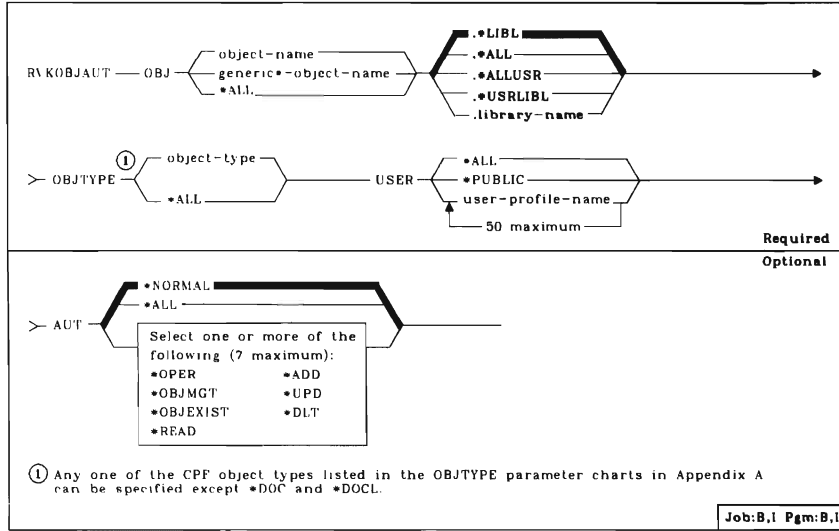 .*LIBL
object-name
.*ALL
RVKOBJAUT OBJ generic*-object-name .*ALLUSR
*ALL .*USRLIBL
.library-name
① object-type *ALL
OBJTYPE USER *PUBLIC
*ALL user-profile-name
50 maximum
Required
Optional
*NORMAL
*ALL
AUT
Select one or more of the
following (7 maximum):
*OPER *ADD
*OBJMGT *UPD
*OBJEXIST *DLT
*READ
① Any one of the CPF object types listed in the OBJTYPE parameter charts in Appendix A
can be specified except *DOC and *DOCL.
Job:B,I Pgm:B,I